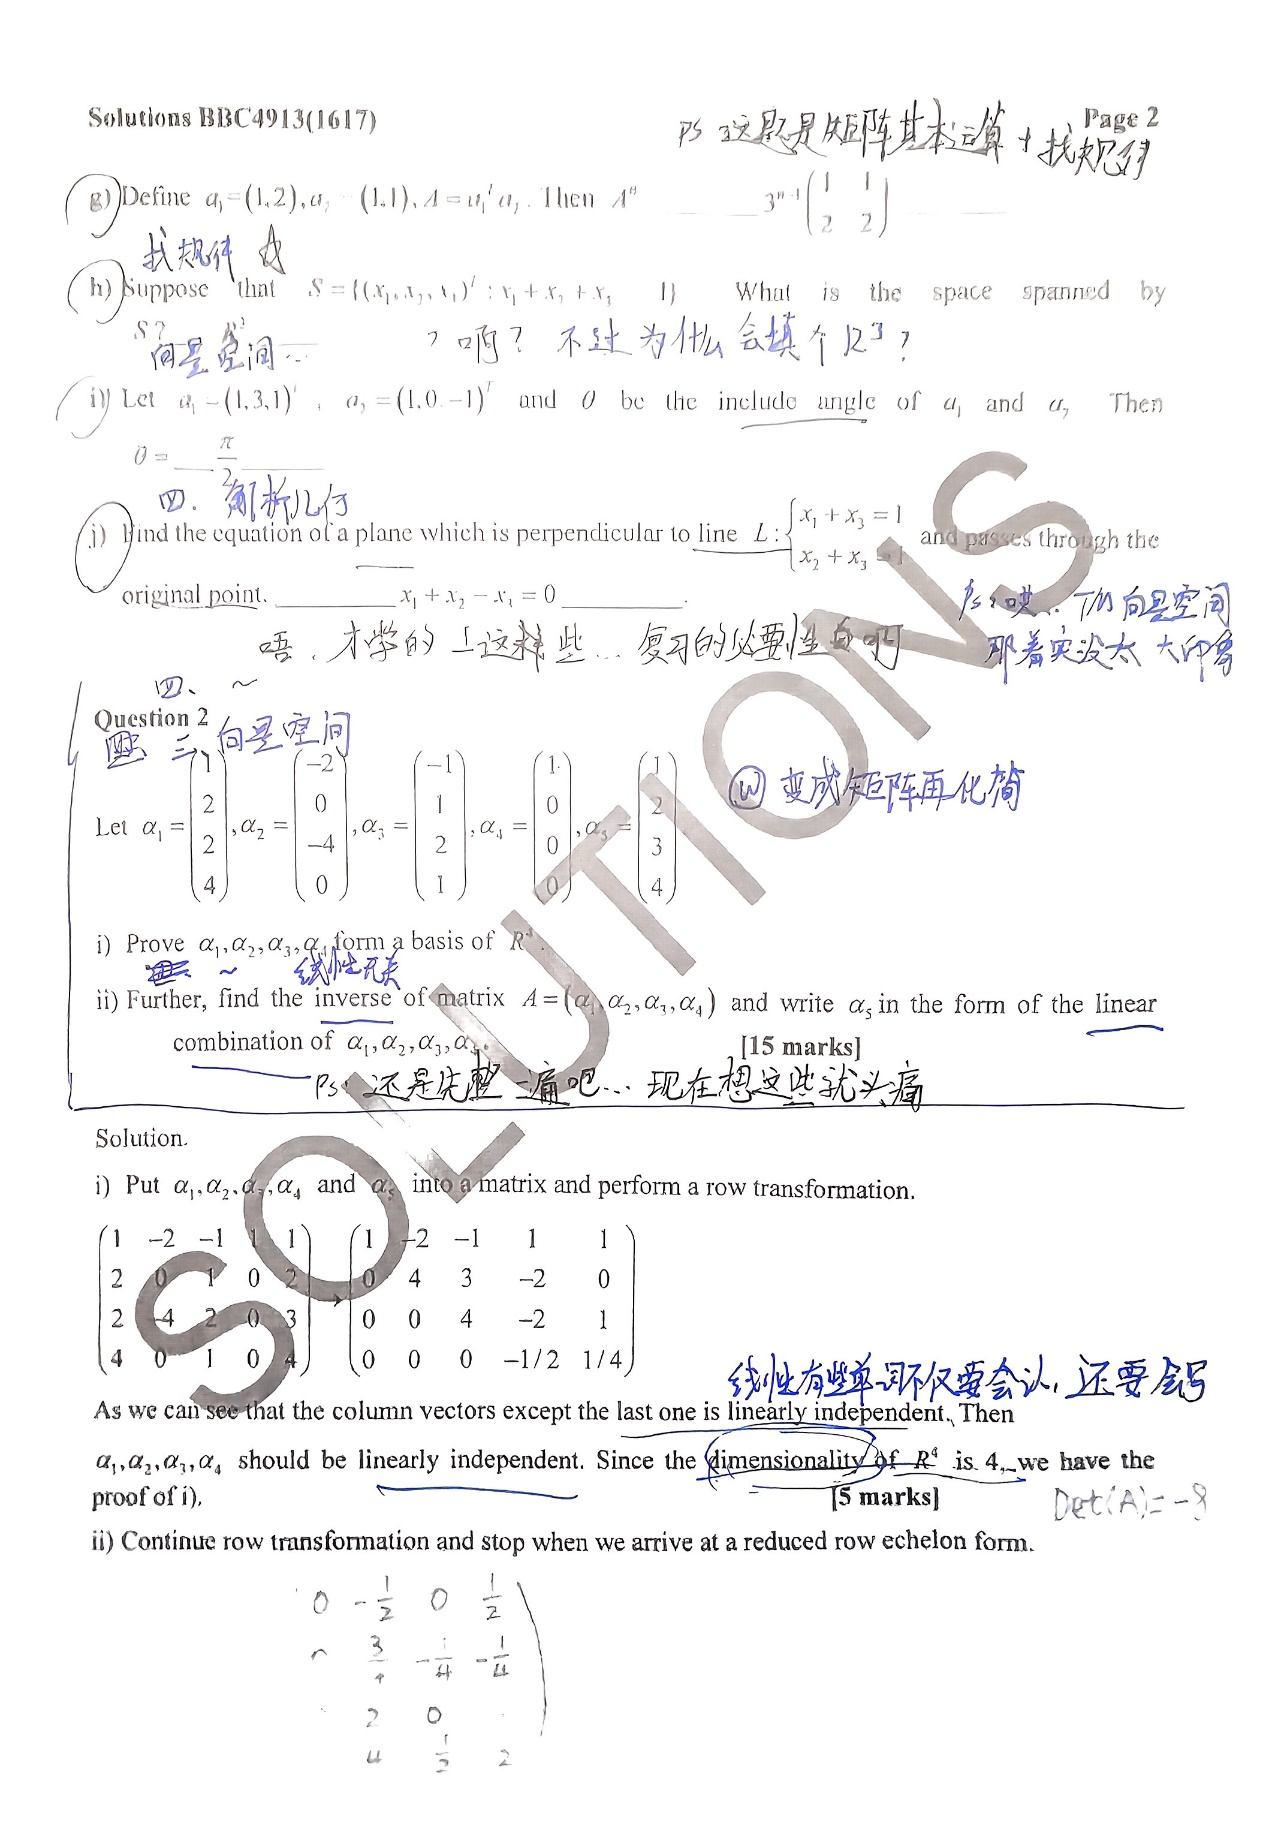 Solutions BBC4913(1617)
Page 2
ps 这题是矩阵基本运算 + 找规律
g) Define α₁=(1,2), α₂ (1,1), A=α₁ᵗα₂. Then Aⁿ ______ 3ⁿ⁻¹ (1 1
2 2)
找规律 ☆
h) Suppose that S={(x₁,x₂,x₃)ᵗ : x₁+x₂+x₃ 1} What is the space spanned by
S? R³
? 啊? 不过为什么会填个R³?
向量空间..
i) Let α₁=(1,3,1)ᵗ, α₂=(1,0,-1)ᵀ and θ be the include angle of α₁ and α₂ Then
θ = ___ π/2 ______
四. 解析几何
j) Find the equation of a plane which is perpendicular to line L: { x₁ + x₃ = 1
x₂ + x₃ = 1 and passes through the
original point. _________ x₁ + x₂ − x₃ = 0 _________.
Ps: 哎.. TM向量空间
那着实没太大印象
唔. 才学的
复习的必要性
四、~
Question 2
三、向量空间
Let α₁ = (1 2 2 4), α₂ = (−2 0 −4 0), α₃ = (−1 1 2 1), α₄ = (1 0 0 0), α₅ = (1 2 3 4)
变成矩阵再化简
i) Prove α₁,α₂,α₃,α₄ form a basis of R⁴.
~ 线性无关
ii) Further, find the inverse of matrix A=(α₁,α₂,α₃,α₄) and write α₅ in the form of the linear
combination of α₁,α₂,α₃,α₄.
[15 marks]
Ps: 还是先整一遍吧... 现在想这些就头痛
Solution.
i) Put α₁,α₂,α₃,α₄ and α₅ into a matrix and perform a row transformation.
(1 −2 −1 1 1 → (1 −2 −1 1 1
2 0 1 0 2 0 4 3 −2 0
2 −4 2 0 3 0 0 4 −2 1
4 0 1 0 4) 0 0 0 −1/2 1/4)
线性有些单词不仅要会认, 还要会写
As we can see that the column vectors except the last one is linearly independent. Then
α₁,α₂,α₃,α₄ should be linearly independent. Since the dimensionality of R⁴ is 4, we have the
proof of i).
[5 marks]
Det(A)=-8
ii) Continue row transformation and stop when we arrive at a reduced row echelon form.
0 -1/2 0 1/2
3/4 -1/4 -1/4
2 0
4 1/2 2
SOLUTIONS